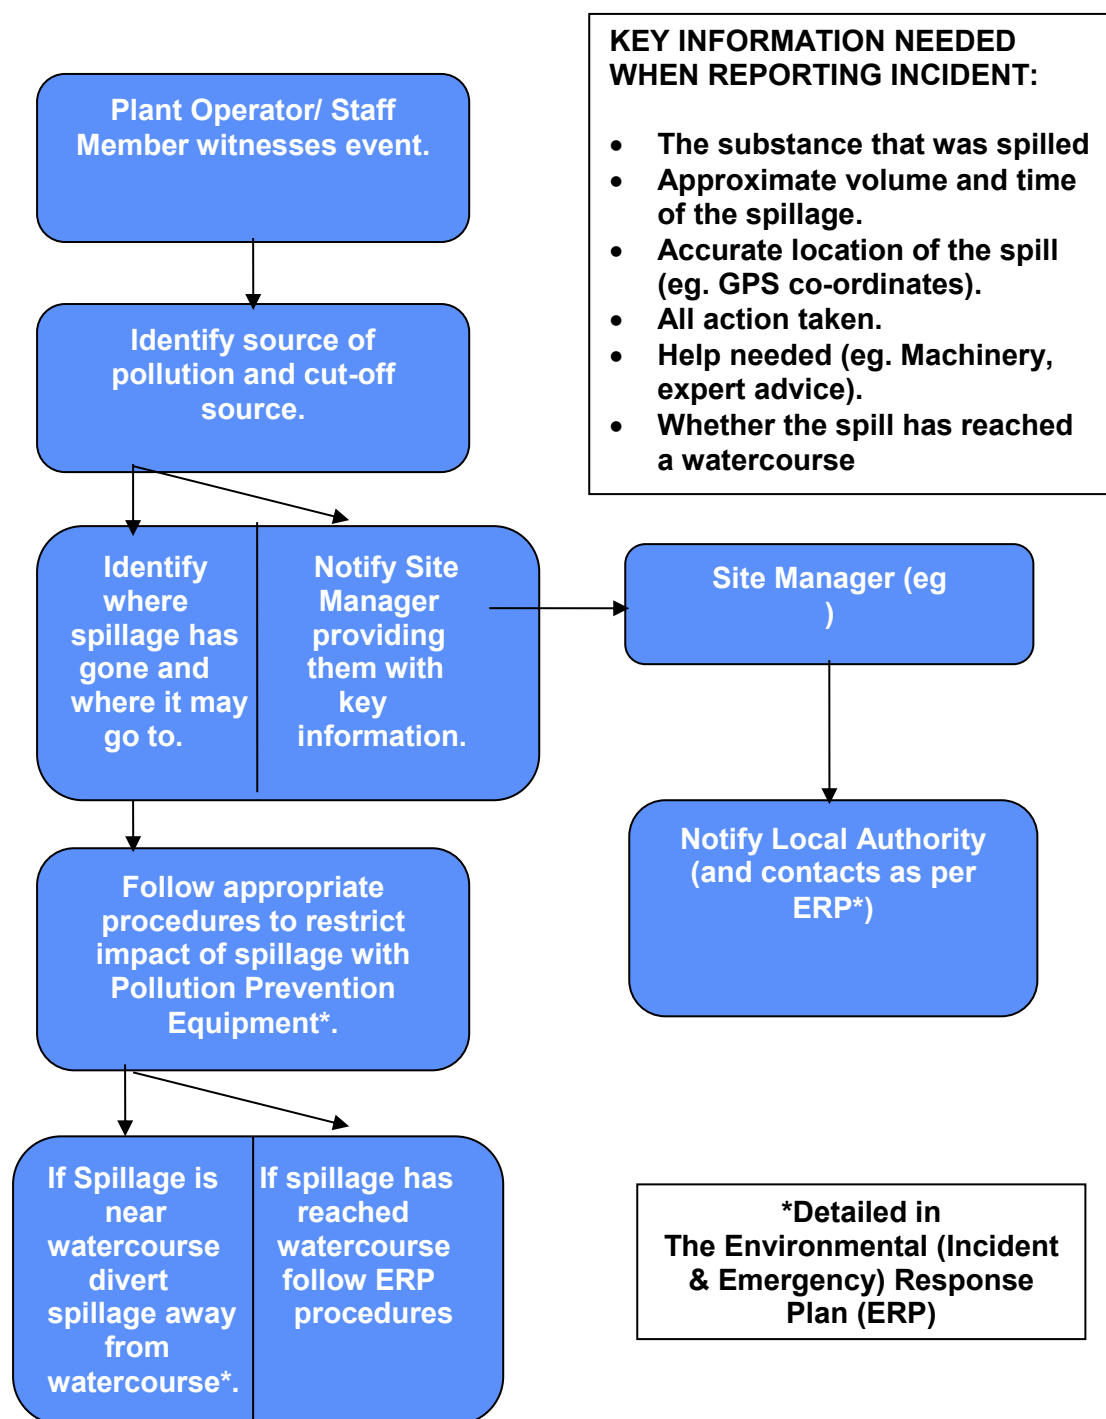 KEY INFORMATION NEEDED
WHEN REPORTING INCIDENT:
• The substance that was spilled
• Approximate volume and time
of the spillage.
• Accurate location of the spill
(eg. GPS co-ordinates).
• All action taken.
• Help needed (eg. Machinery,
expert advice).
• Whether the spill has reached
a watercourse
Plant Operator/ Staff
Member witnesses event.
Identify source of
pollution and cut-off
source.
Identify
where
spillage has
gone and
where it may
go to.
Notify Site
Manager
providing
them with
key
information.
Site Manager (eg
)
Notify Local Authority
(and contacts as per
ERP*)
Follow appropriate
procedures to restrict
impact of spillage with
Pollution Prevention
Equipment*.
If Spillage is
near
watercourse
divert
spillage away
from
watercourse*.
If spillage has
reached
watercourse
follow ERP
procedures
*Detailed in
The Environmental (Incident
& Emergency) Response
Plan (ERP)